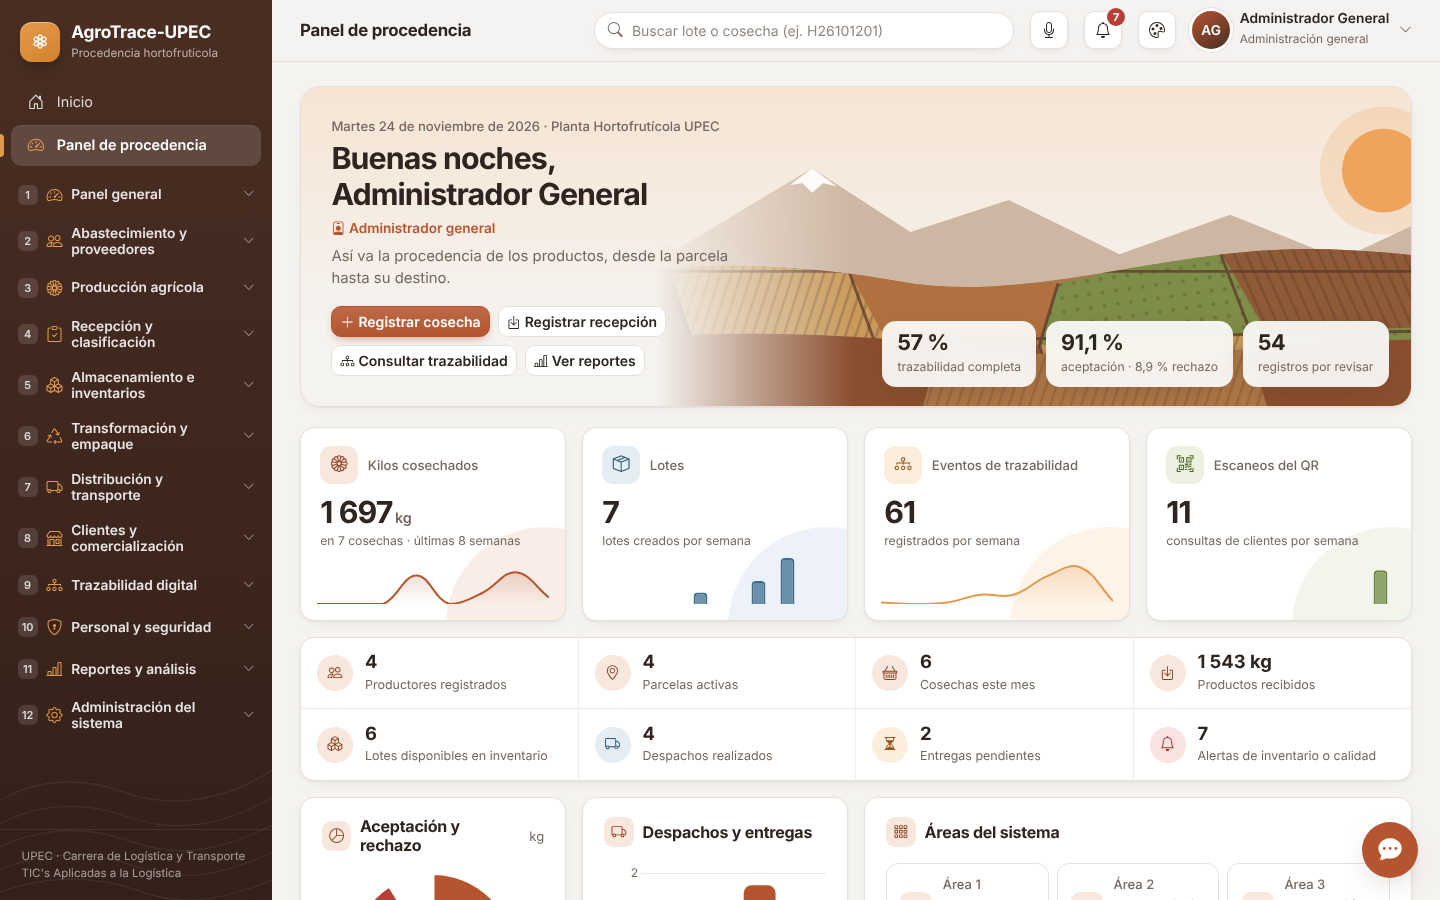 AgroTrace-UPEC
Procedencia hortofrutícola
Inicio
Panel de procedencia
1 Panel general
2 Abastecimiento y
proveedores
3 Producción agrícola
4 Recepción y
clasificación
5 Almacenamiento e
inventarios
6 Transformación y
empaque
7 Distribución y
transporte
8 Clientes y
comercialización
9 Trazabilidad digital
10 Personal y seguridad
11 Reportes y análisis
12 Administración del
sistema
UPEC · Carrera de Logística y Transporte
TIC's Aplicadas a la Logística
Panel de procedencia
Buscar lote o cosecha (ej. H26101201)
7
AG
Administrador General
Administración general
Martes 24 de noviembre de 2026 · Planta Hortofrutícola UPEC
Buenas noches,
Administrador General
Administrador general
Así va la procedencia de los productos, desde la parcela
hasta su destino.
Registrar cosecha
Registrar recepción
Consultar trazabilidad
Ver reportes
57 %
trazabilidad completa
91,1 %
aceptación · 8,9 % rechazo
54
registros por revisar
Kilos cosechados
1 697 kg
en 7 cosechas · últimas 8 semanas
Lotes
7
lotes creados por semana
Eventos de trazabilidad
61
registrados por semana
Escaneos del QR
11
consultas de clientes por semana
4
Productores registrados
4
Parcelas activas
6
Cosechas este mes
1 543 kg
Productos recibidos
6
Lotes disponibles en inventario
4
Despachos realizados
2
Entregas pendientes
7
Alertas de inventario o calidad
Aceptación y
rechazo
kg
Despachos y entregas
2
Áreas del sistema
Área 1
Área 2
Área 3